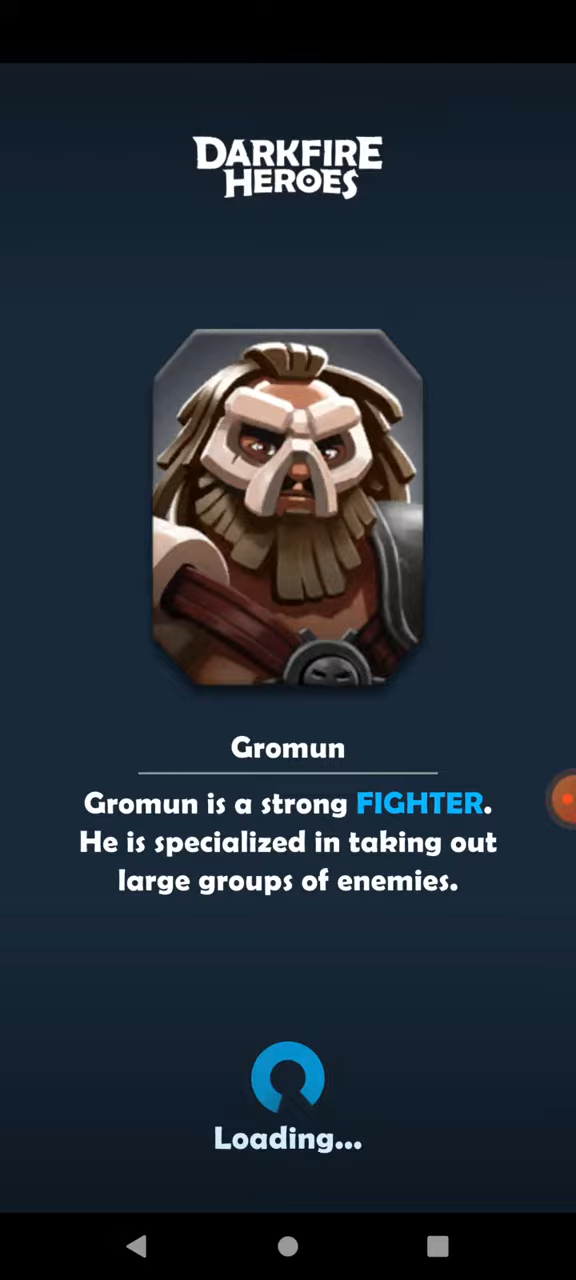 DARKFIRE
HEROES
Gromun
Gromun is a strong FIGHTER.
He is specialized in taking out
large groups of enemies.
Loading...